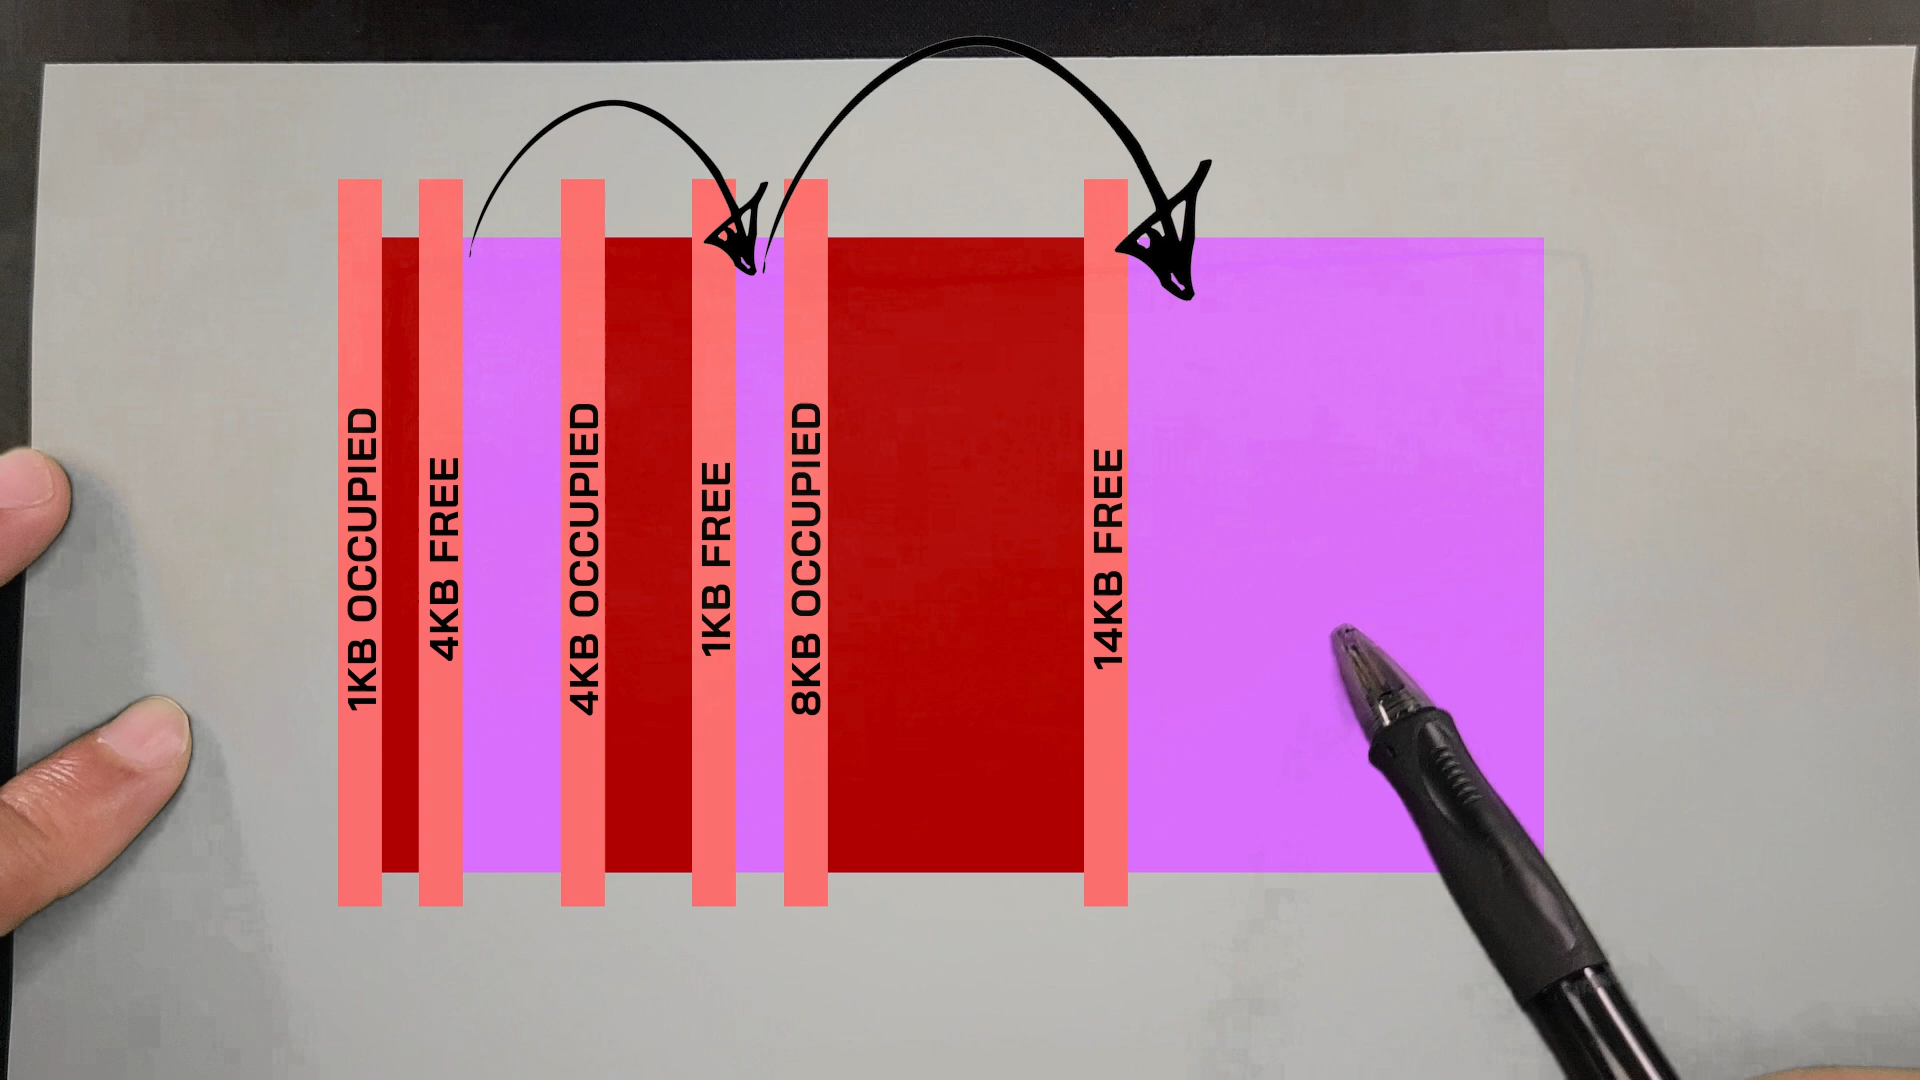 1KB OCCUPIED
4KB FREE
4KB OCCUPIED
1KB FREE
8KB OCCUPIED
14KB FREE